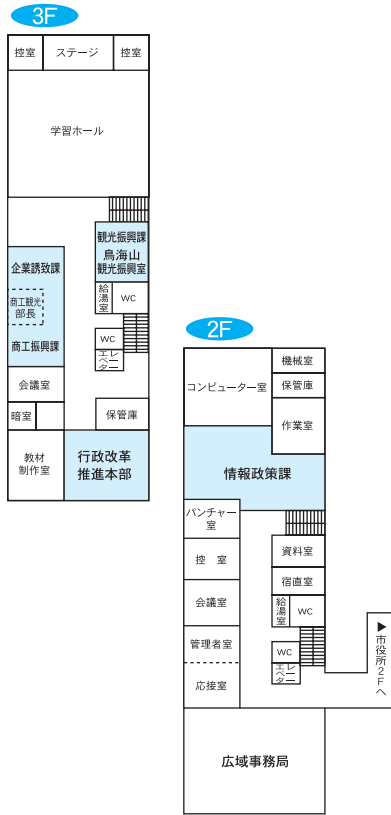 3F
控室
ステージ
控室
学習ホール
観光振興課
鳥海山
観光振興室
企業誘致課
給湯室
WC
商工観光
部長
WC
商工振興課
エレベーター
会議室
暗室
保管庫
教材
制作室
行政改革
推進本部
2F
コンピューター室
機械室
保管庫
作業室
情報政策課
パンチャー
室
控 室
資料室
宿直室
会議室
給湯室
WC
管理者室
WC
エレベーター
応接室
▶市役所2Fへ
広域事務局